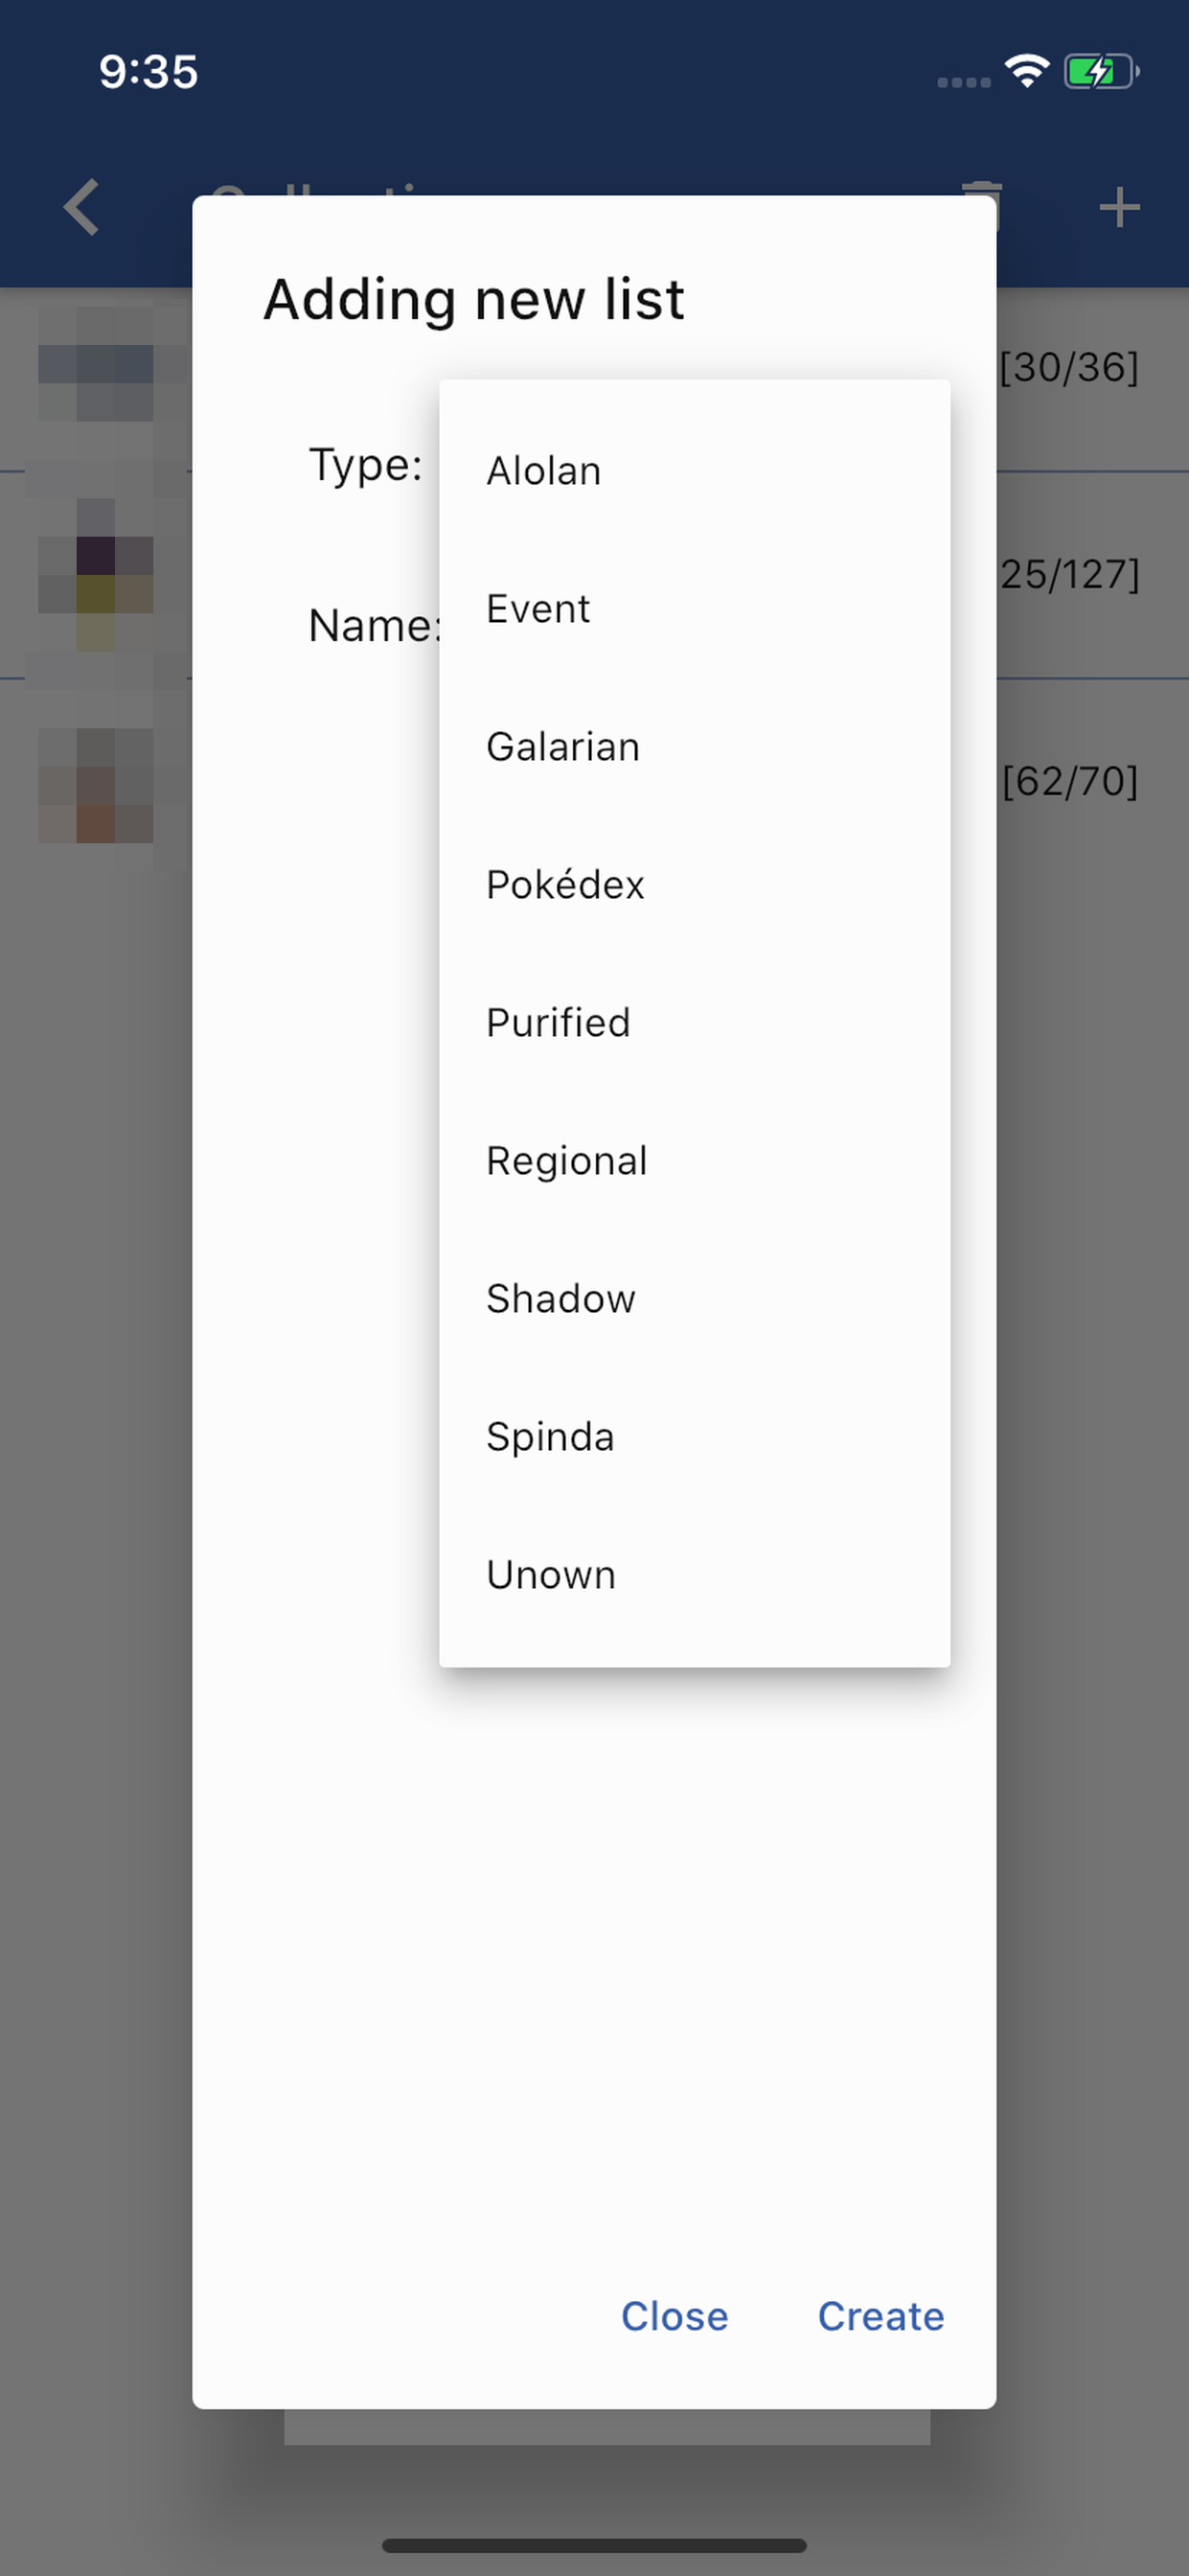 9:35
Adding new list
[30/36]
Type:
Alolan
25/127]
Event
Name:
Galarian
[62/70]
Pokédex
Purified
Regional
Shadow
Spinda
Unown
Close
Create